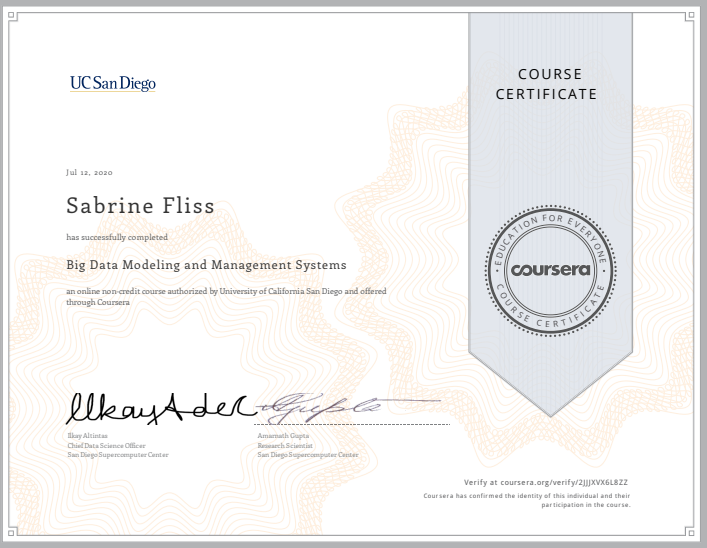 UC San Diego
COURSE
CERTIFICATE
Jul 12, 2020
Sabrine Fliss
has successfully completed
Big Data Modeling and Management Systems
an online non-credit course authorized by University of California San Diego and offered
through Coursera
EDUCATION FOR EVERYONE
coursera
COURSE CERTIFICATE
Ilkay Altintas
Chief Data Science Officer
San Diego Supercomputer Center
Amarnath Gupta
Research Scientist
San Diego Supercomputer Center
Verify at coursera.org/verify/2JJJXVX6L8ZZ
Coursera has confirmed the identity of this individual and their
participation in the course.